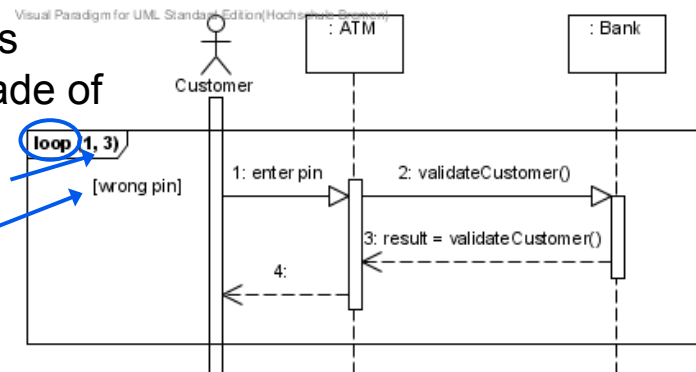 Visual Paradigm for UML Standard Edition(Hochschule Bremen)
s
ade of
: ATM
: Bank
Customer
loop (1, 3)
[wrong pin]
1: enter pin
2: validateCustomer()
3: result = validateCustomer()
4: